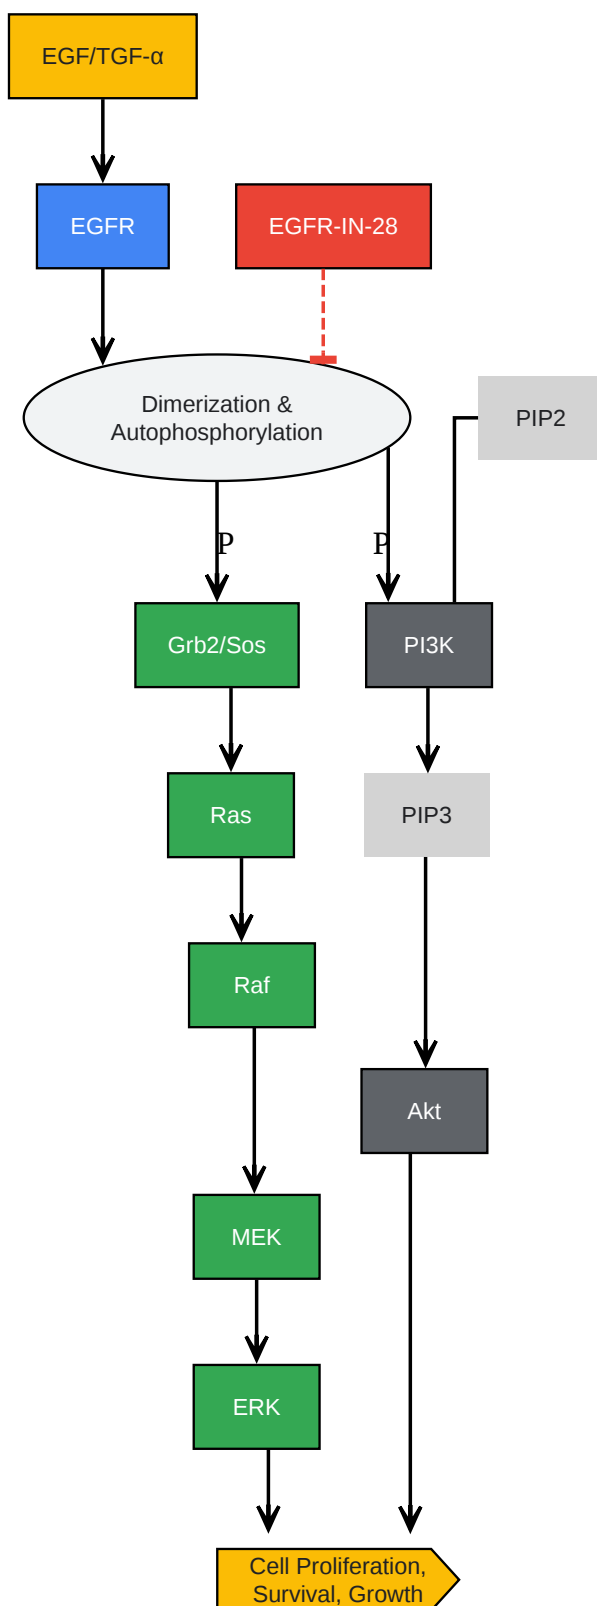 EGF/TGF-α
EGFR
EGFR-IN-28
Dimerization &
Autophosphorylation
PIP2
P
P
Grb2/Sos
PI3K
Ras
PIP3
Raf
Akt
MEK
ERK
Cell Proliferation,
Survival, Growth